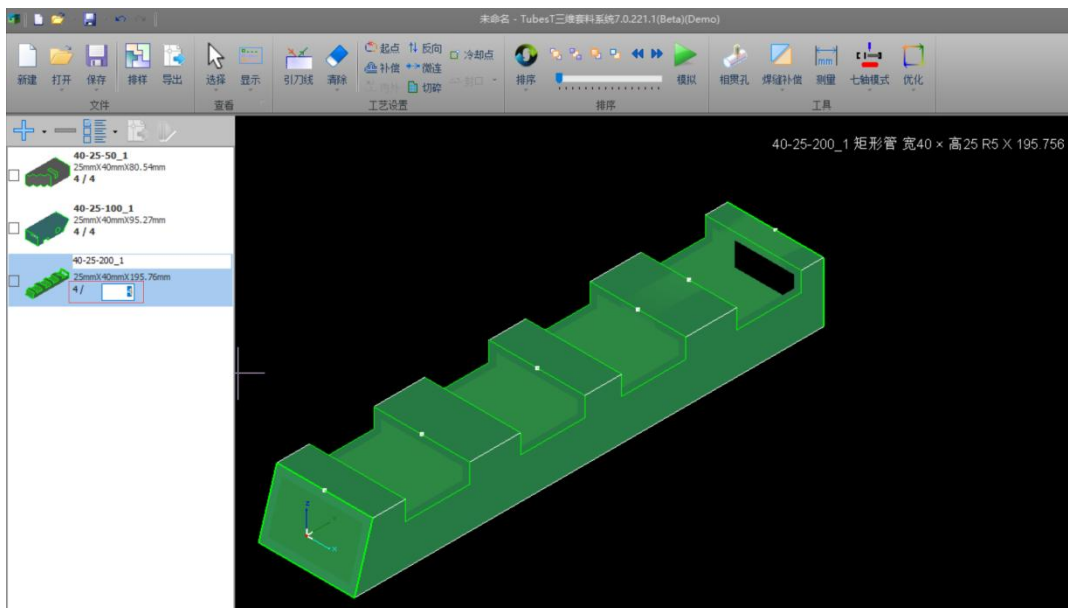 未命名 - TubesT三维套料系统7.0.221.1(Beta)(Demo)
新建 打开 保存 排样 导出 选择 显示 引刀线 清除 起点 反向 冷却点 排序 模拟 相贯孔 焊缝补偿 测量 七轴模式 优化
补偿 微连
切碎
文件 查看 工艺设置 排序 工具
40-25-50_1
25mmX40mmX80.54mm
4 / 4
40-25-100_1
25mmX40mmX95.27mm
4 / 4
40-25-200_1
25mmX40mmX195.76mm
4 /
40-25-200_1 矩形管 宽40 × 高25 R5 X 195.756